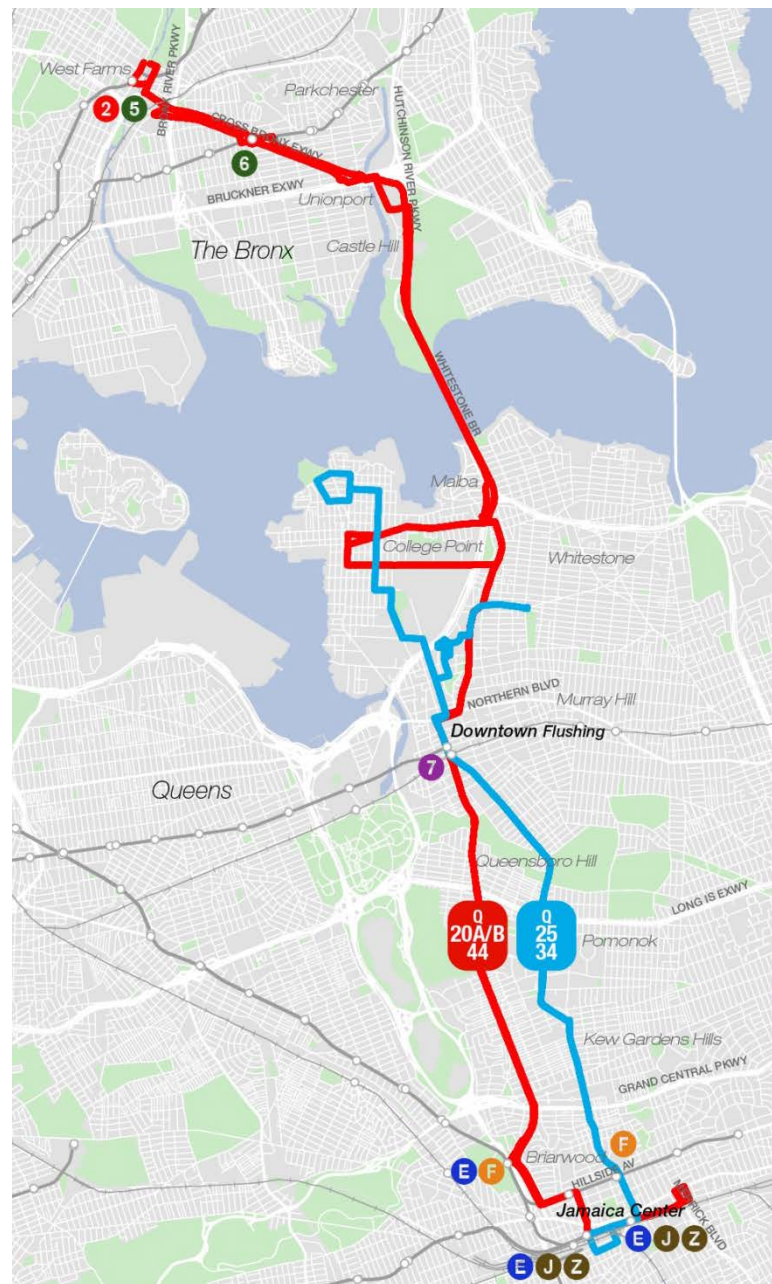 West Farms
BRONX RIVER PKWY
Parkchester
2 5
CROSS BRONX EXWY
HUTCHINSON RIVER PKWY
6
BRUCKNER EXWY
Unionport
The Bronx
Castle Hill
WHITESTONE BR
Malba
College Point
Whitestone
NORTHERN BLVD
Murray Hill
Downtown Flushing
7
Queens
Queensboro Hill
LONG IS EXWY
Q
20A/B
44
Q
25
34
Pomonok
Kew Gardens Hills
GRAND CENTRAL PKWY
E F
Briarwood
F
HILLSIDE AV
MERRICK BLVD
Jamaica Center
E J Z
E J Z